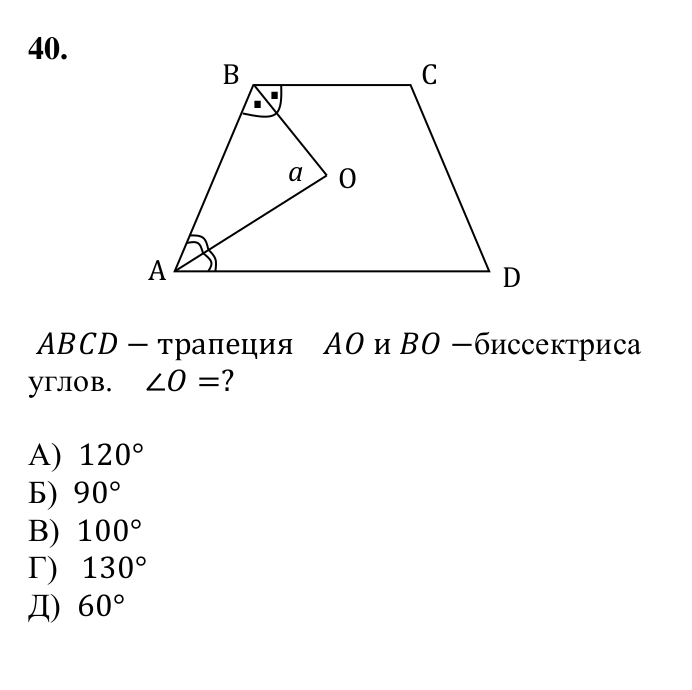 40.
B
C
a
O
A
D
ABCD − трапеция AO и BO −биссектриса
углов. ∠O =?
А) 120°
Б) 90°
В) 100°
Г) 130°
Д) 60°